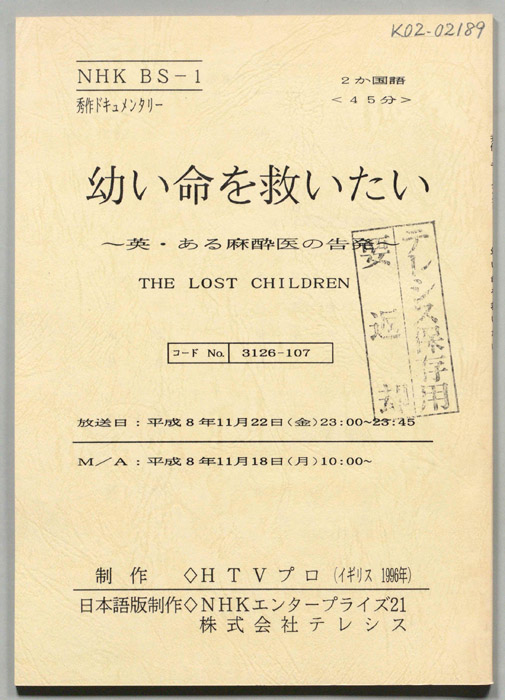 K02-02189
NHK BS-1
2か国語
秀作ドキュメンタリー
<45分>
幼い命を救いたい
～英・ある麻酔医の告発～
THE LOST CHILDREN
テレシス保存用
要返却
コード No. 3126-107
放送日：平成8年11月22日(金)23:00~23:45
M/A：平成8年11月18日(月)10:00~
制作 ◇HTVプロ (イギリス 1996年)
日本語版制作◇NHKエンタープライズ21
株式会社テレシス